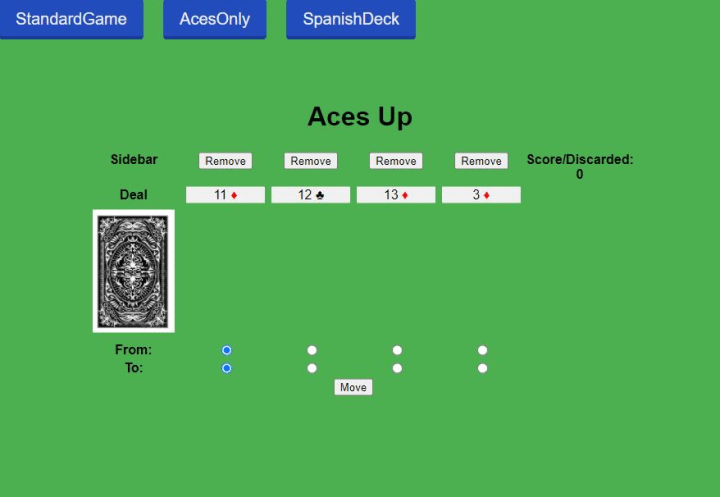 StandardGame AcesOnly SpanishDeck
Aces Up
Sidebar Remove Remove Remove Remove Score/Discarded:
0
Deal 11 ♦ 12 ♣ 13 ♦ 3 ♦
From:
To:
Move